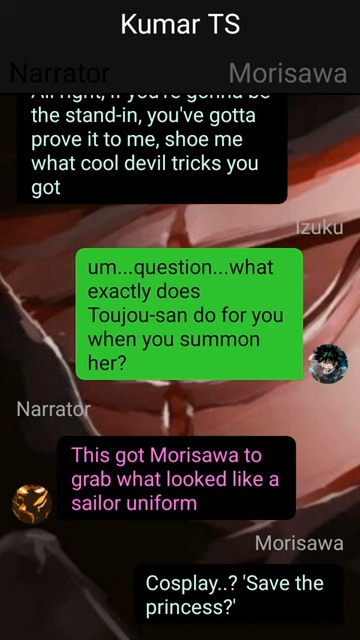 Kumar TS
Narrator
Morisawa
All right, if you're gonna be
the stand-in, you've gotta
prove it to me, shoe me
what cool devil tricks you
got
Izuku
um...question...what
exactly does
Toujou-san do for you
when you summon
her?
Narrator
This got Morisawa to
grab what looked like a
sailor uniform
Morisawa
Cosplay..? 'Save the
princess?'